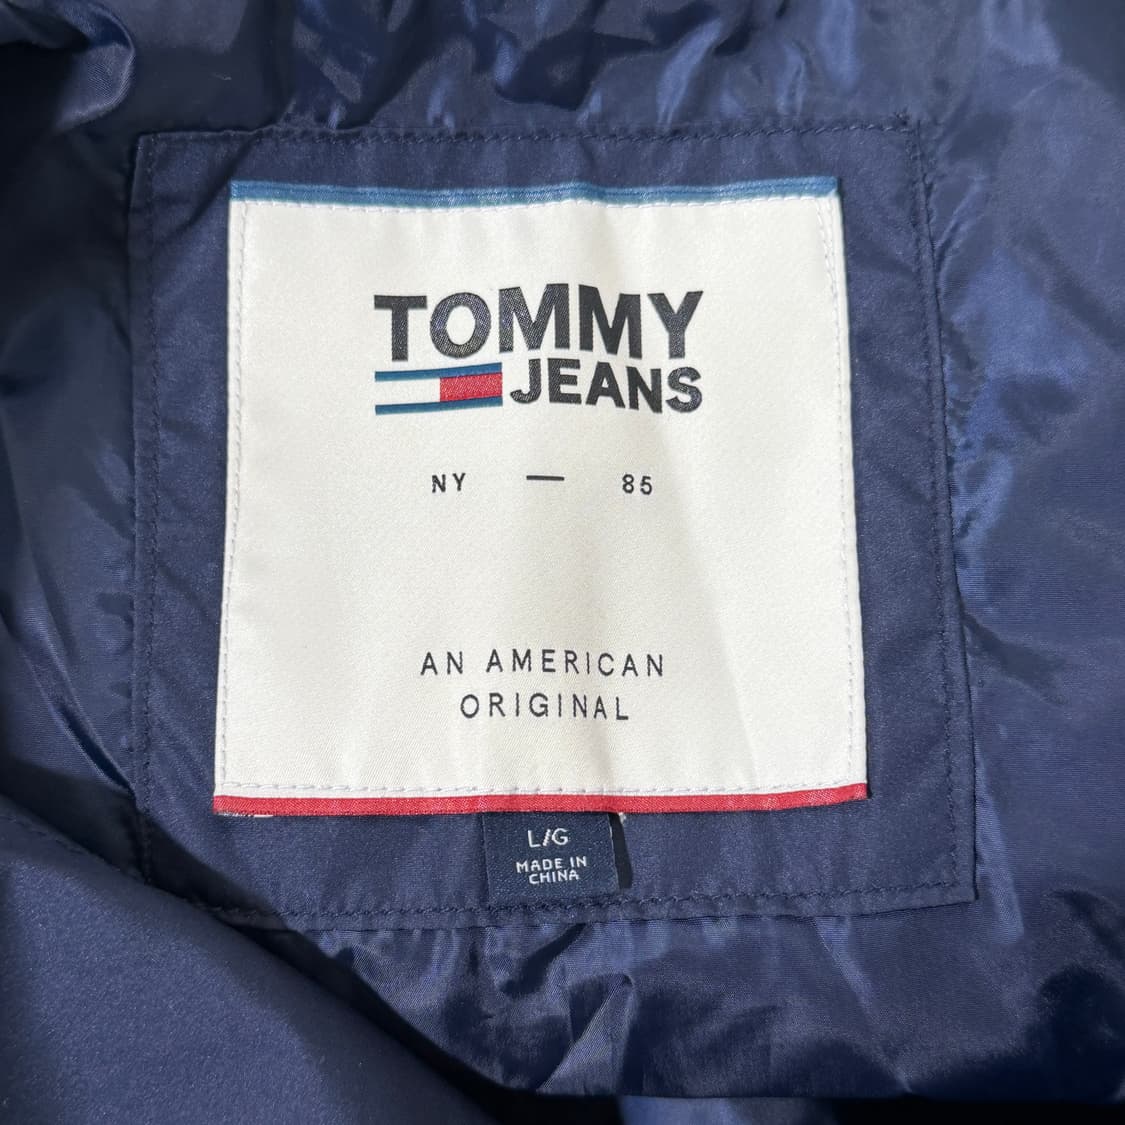 TOMMY
JEANS
NY — 85
AN AMERICAN
ORIGINAL
L/G
MADE IN
CHINA